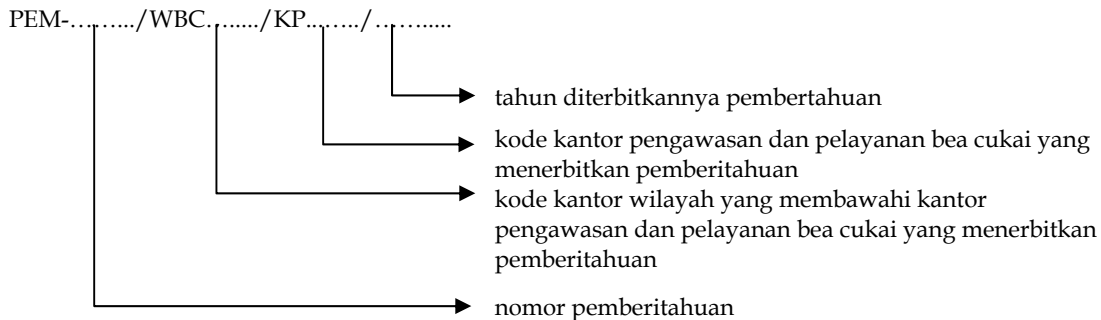 PEM-………../WBC…......./KP...…../………....
tahun diterbitkannya pembertahuan
kode kantor pengawasan dan pelayanan bea cukai yang
menerbitkan pemberitahuan
kode kantor wilayah yang membawahi kantor
pengawasan dan pelayanan bea cukai yang menerbitkan
pemberitahuan
nomor pemberitahuan